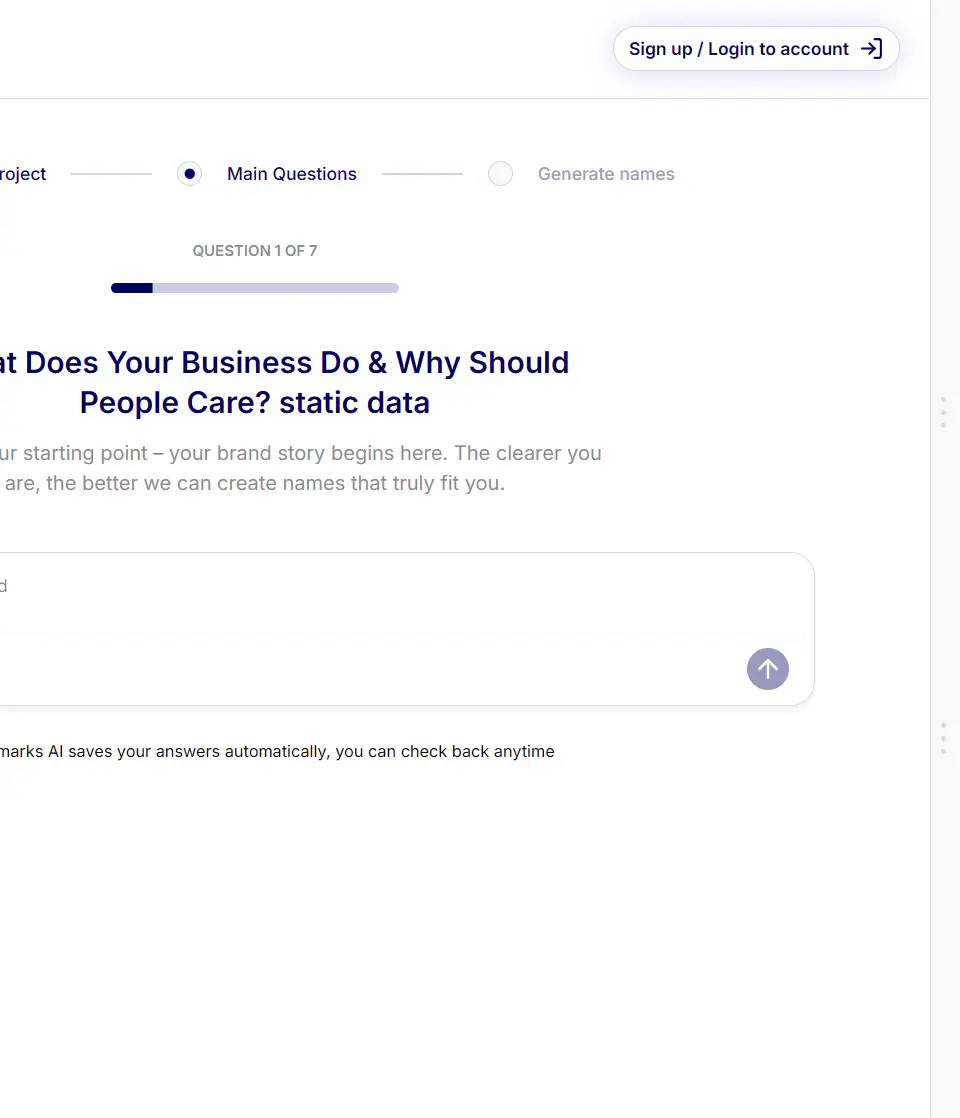 Sign up / Login to account
roject
Main Questions
Generate names
QUESTION 1 OF 7
at Does Your Business Do & Why Should
People Care? static data
ur starting point – your brand story begins here. The clearer you
are, the better we can create names that truly fit you.
d
marks AI saves your answers automatically, you can check back anytime